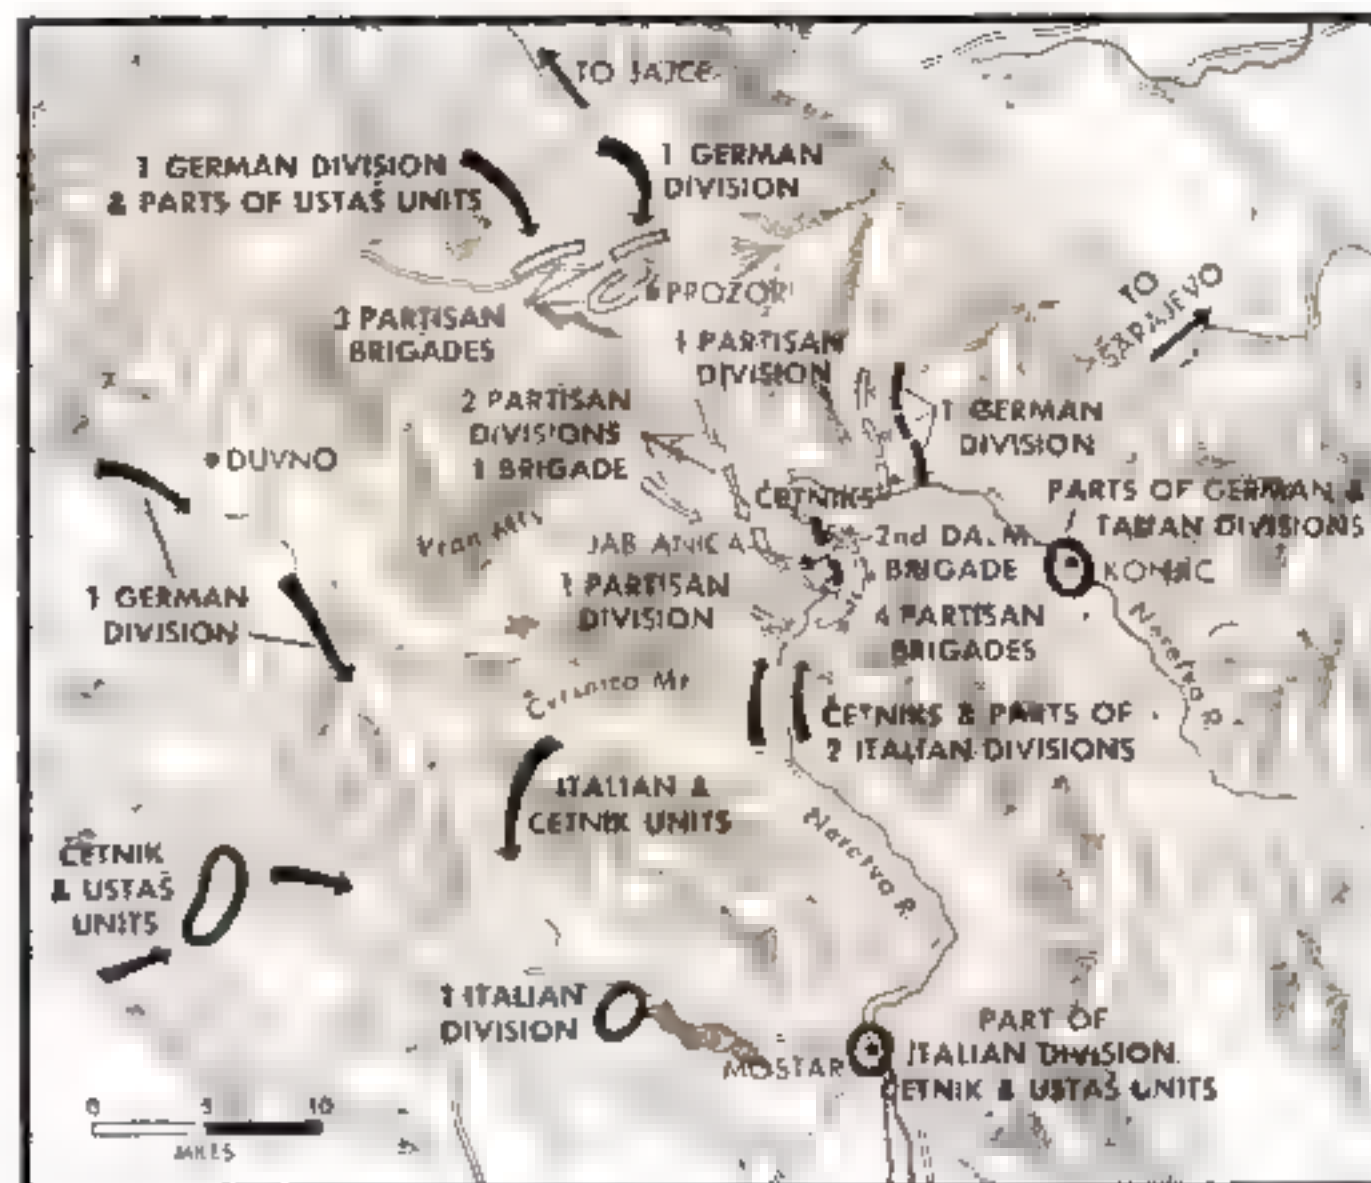 TO JAJCE
1 GERMAN DIVISION
& PARTS OF USTAŠ UNITS
1 GERMAN
DIVISION
PROZOR
3 PARTISAN
BRIGADES
1 PARTISAN
DIVISION
TO
SARAJEVO
2 PARTISAN
DIVISIONS
1 BRIGADE
1 GERMAN
DIVISION
DUVNO
ČETNIKS
PARTS OF GERMAN &
DIVISIONS
Vran Mts
2nd DALM.
BRIGADE
KONJIC
1 PARTISAN
DIVISION
1 GERMAN
DIVISION
4 PARTISAN
BRIGADES
Neretva R.
ČETNIKS & PARTS OF
2 ITALIAN DIVISIONS
ITALIAN &
ČETNIK UNITS
Neretva R.
ČETNIK
& USTAŠ
UNITS
1 ITALIAN
DIVISION
MOSTAR
PART OF
ITALIAN DIVISION.
ČETNIK & USTAŠ UNITS
0 5 10
MILES